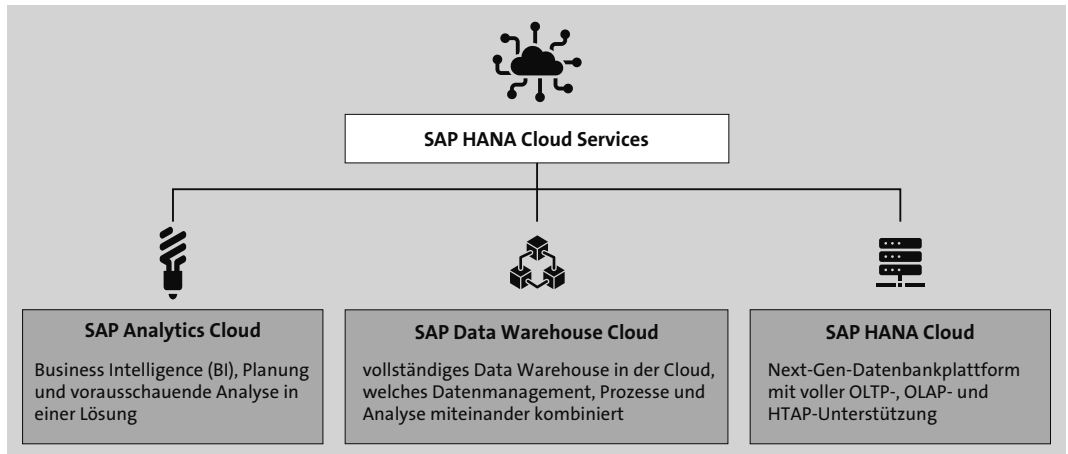 SAP HANA Cloud Services
SAP Analytics Cloud
Business Intelligence (BI), Planung
und vorausschauende Analyse in
einer Lösung
SAP Data Warehouse Cloud
vollständiges Data Warehouse in der Cloud,
welches Datenmanagement, Prozesse und
Analyse miteinander kombiniert
SAP HANA Cloud
Next-Gen-Datenbankplattform
mit voller OLTP-, OLAP- und
HTAP-Unterstützung